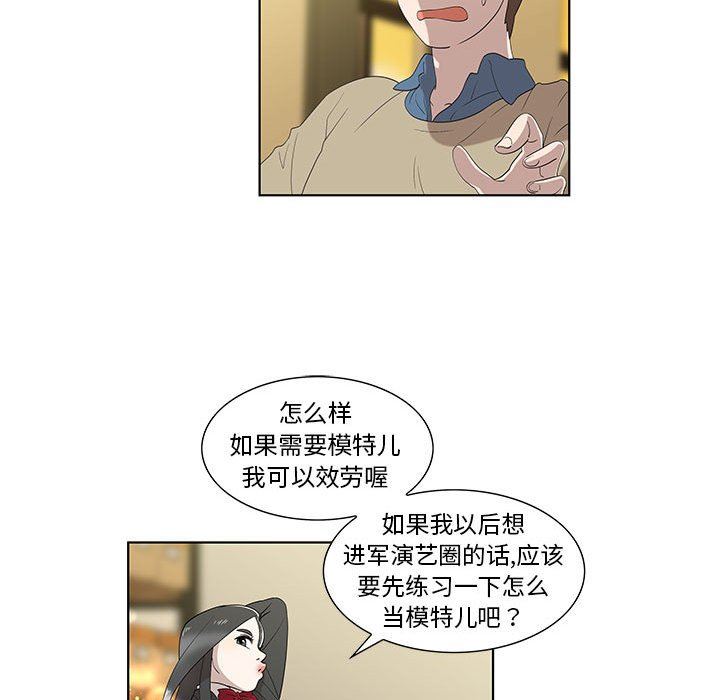 怎么样
如果需要模特儿
我可以效劳喔
如果我以后想
进军演艺圈的话,应该
要先练习一下怎么
当模特儿吧？